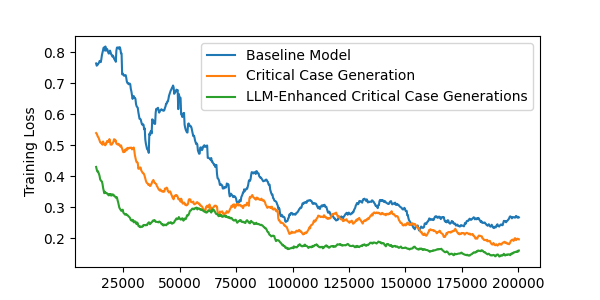 Baseline Model
Critical Case Generation
LLM-Enhanced Critical Case Generations
Training Loss
0.8
0.7
0.6
0.5
0.4
0.3
0.2
25000 50000 75000 100000 125000 150000 175000 200000